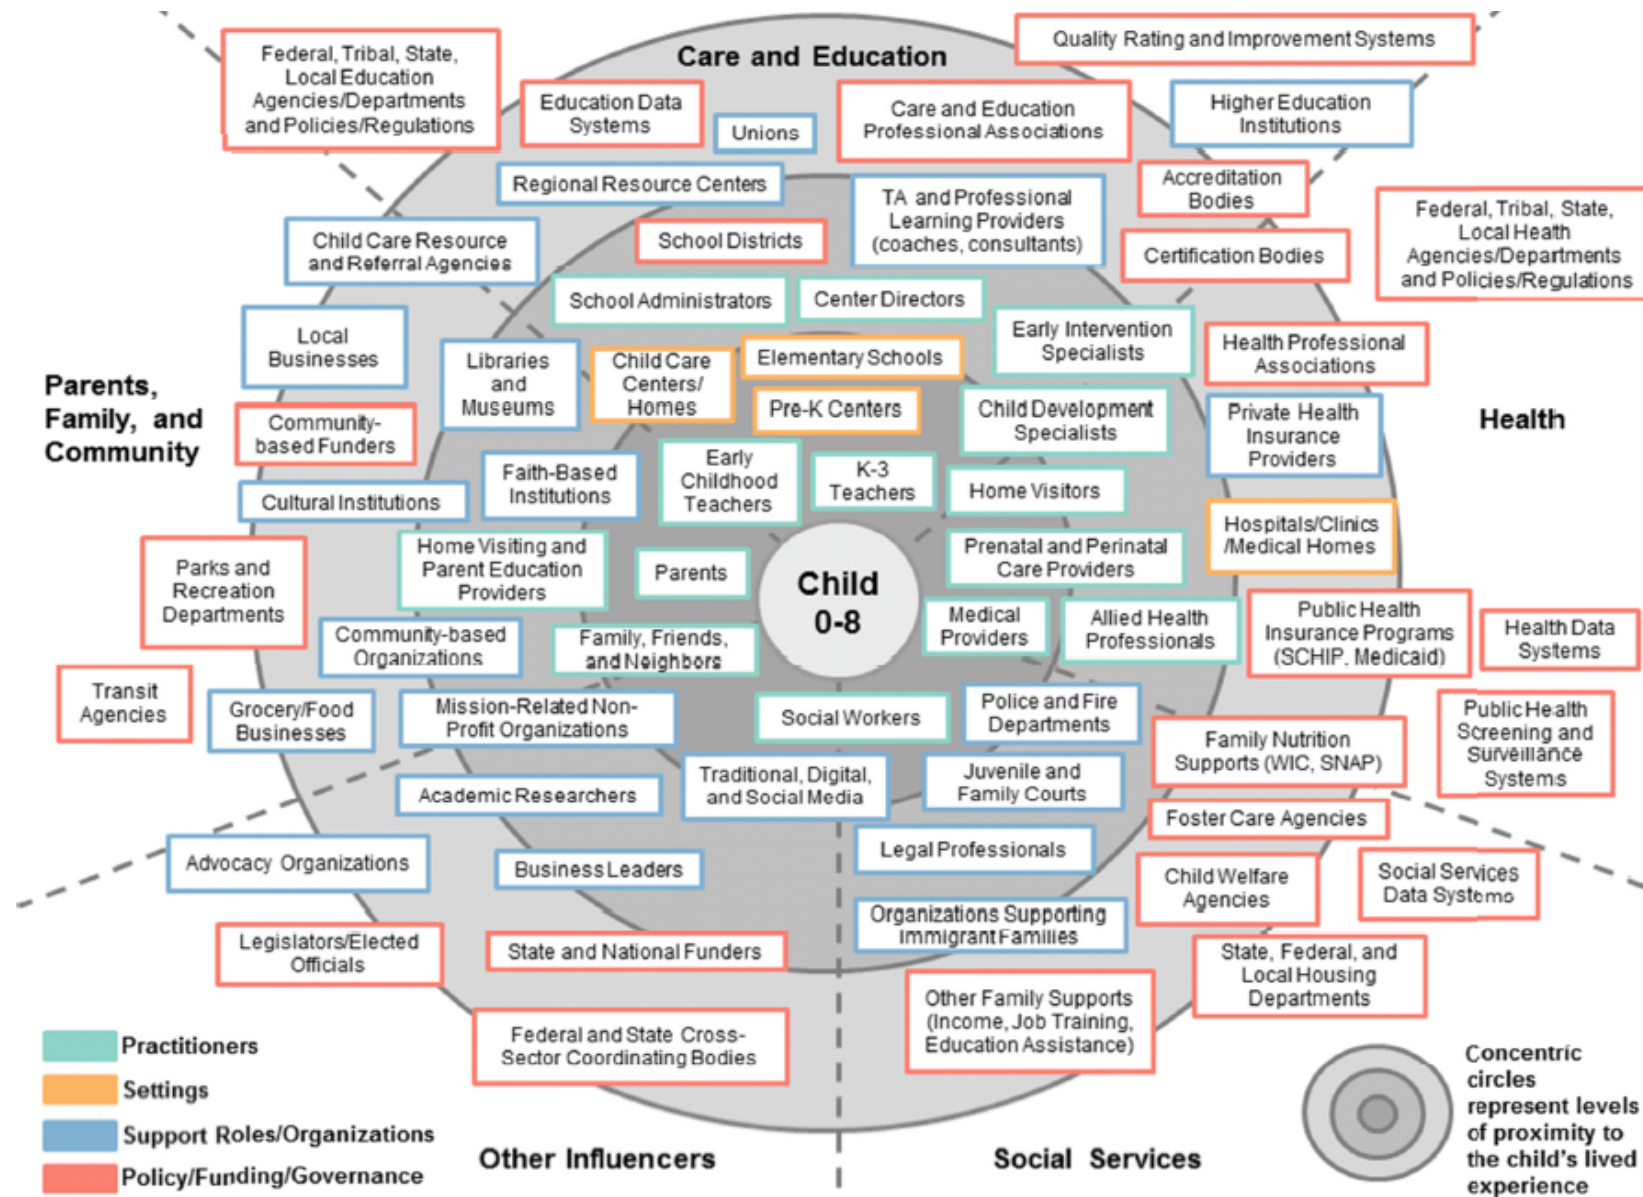 Care and Education
Quality Rating and Improvement Systems
Federal, Tribal, State,
Local Education
Agencies/Departments
and Policies/Regulations
Education Data
Systems
Unions
Care and Education
Professional Associations
Higher Education
Institutions
Regional Resource Centers
TA and Professional
Learning Providers
(coaches, consultants)
Accreditation
Bodies
Federal, Tribal, State,
Local Heath
Agencies/Departments
and Policies/Regulations
Child Care Resource
and Referral Agencies
School Districts
Certification Bodies
School Administrators
Center Directors
Local
Businesses
Libraries
and
Museums
Child Care
Centers/
Homes
Elementary Schools
Early Intervention
Specialists
Health Professional
Associations
Parents,
Family, and
Community
Pre-K Centers
Child Development
Specialists
Private Health
Insurance
Providers
Health
Community-
based Funders
Early
Childhood
Teachers
K-3
Teachers
Home Visitors
Faith-Based
Institutions
Cultural Institutions
Hospitals/Clinics
/Medical Homes
Home Visiting and
Parent Education
Providers
Parents
Child
0-8
Prenatal and Perinatal
Care Providers
Parks and
Recreation
Departments
Community-based
Organizations
Family, Friends,
and Neighbors
Medical
Providers
Allied Health
Professionals
Public Health
Insurance Programs
(SCHIP, Medicaid)
Health Data
Systems
Transit
Agencies
Grocery/Food
Businesses
Mission-Related Non-
Profit Organizations
Social Workers
Police and Fire
Departments
Family Nutrition
Supports (WIC, SNAP)
Public Health
Screening and
Surveillance
Systems
Academic Researchers
Traditional, Digital,
and Social Media
Juvenile and
Family Courts
Foster Care Agencies
Advocacy Organizations
Business Leaders
Legal Professionals
Child Welfare
Agencies
Social Services
Data Systems
Organizations Supporting
Immigrant Families
Legislators/Elected
Officials
State and National Funders
State, Federal, and
Local Housing
Departments
Federal and State Cross-
Sector Coordinating Bodies
Other Family Supports
(Income, Job Training,
Education Assistance)
Practitioners
Settings
Support Roles/Organizations
Policy/Funding/Governance
Other Influencers
Social Services
Concentric
circles
represent levels
of proximity to
the child's lived
experience